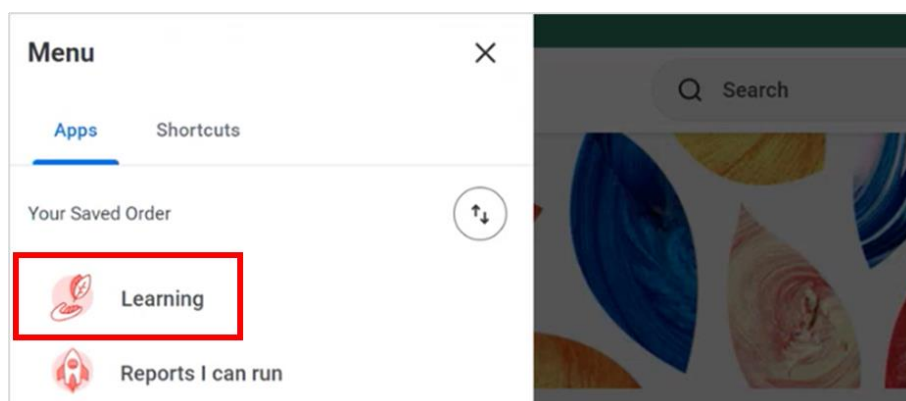 Menu
Search
Apps Shortcuts
Your Saved Order
Learning
Reports I can run